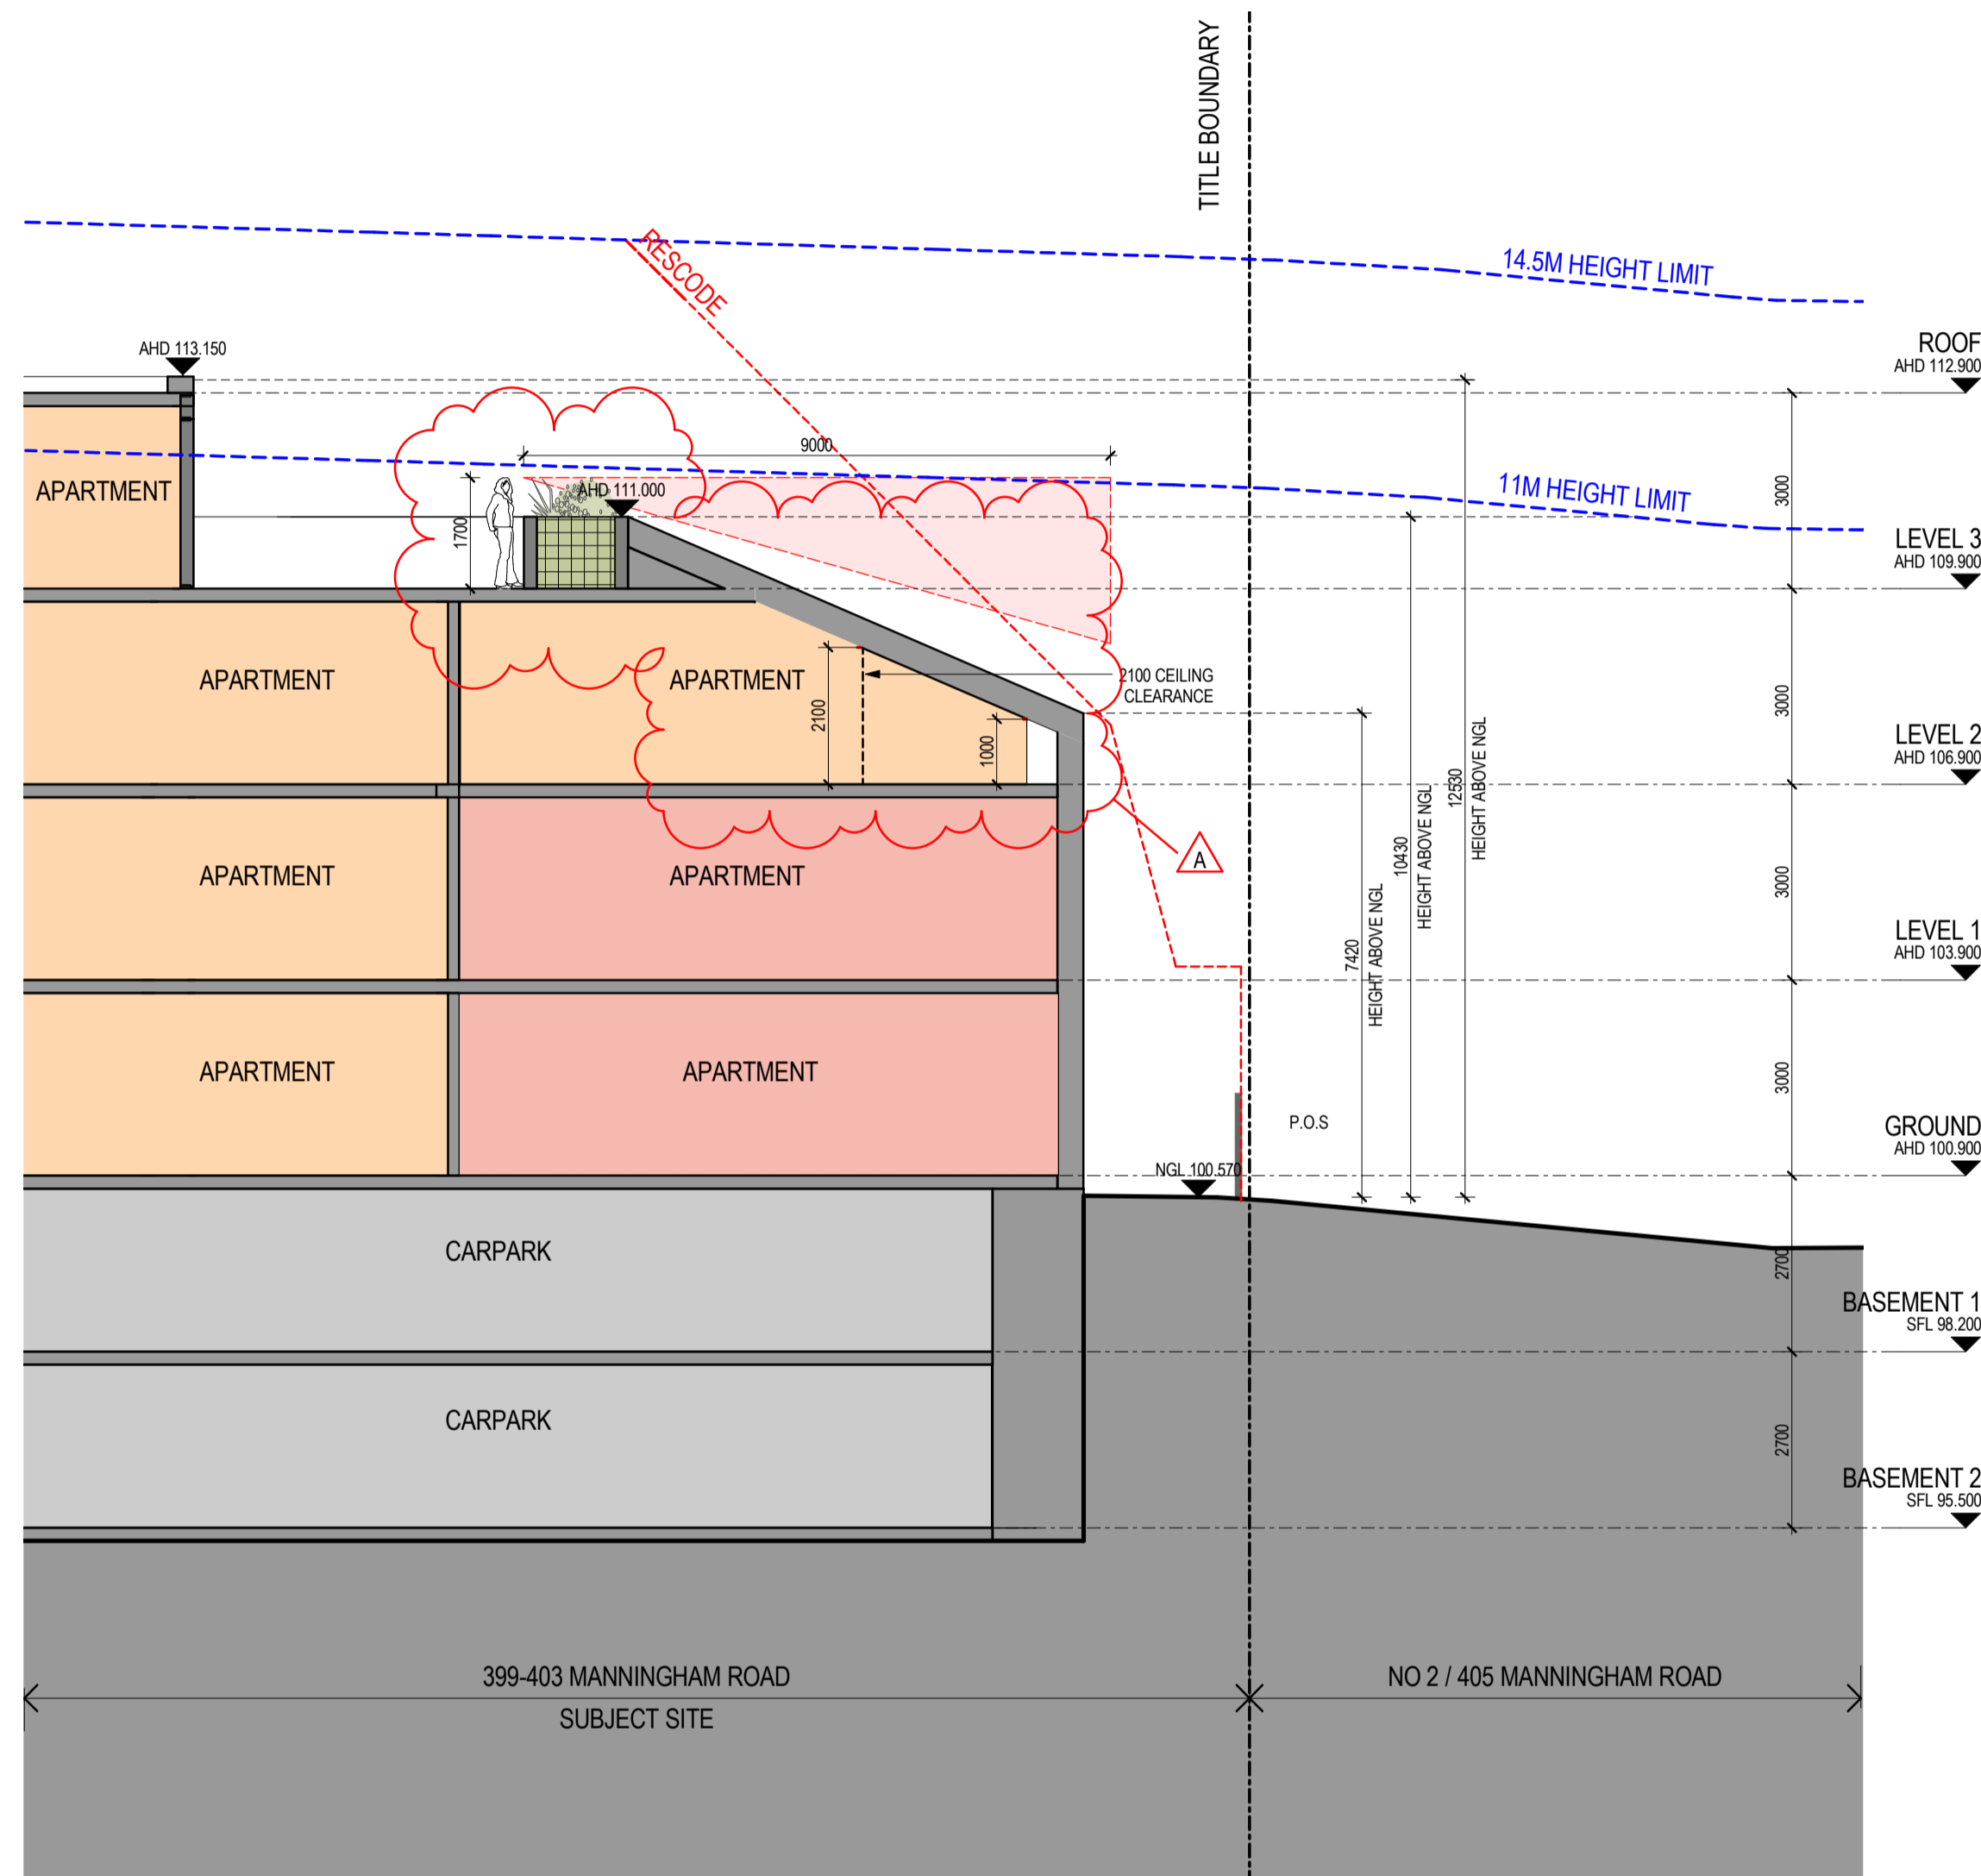 TITLE BOUNDARY
RESCODE
14.5M HEIGHT LIMIT
ROOF
AHD 112.900
AHD 113.150
9000
11M HEIGHT LIMIT
APARTMENT
AHD 111.000
1700
3000
LEVEL 3
AHD 109.900
APARTMENT
APARTMENT
2100 CEILING
CLEARANCE
2100
1000
3000
LEVEL 2
AHD 106.900
12530
HEIGHT ABOVE NGL
10430
HEIGHT ABOVE NGL
7420
HEIGHT ABOVE NGL
A
APARTMENT
APARTMENT
3000
LEVEL 1
AHD 103.900
APARTMENT
APARTMENT
3000
P.O.S
GROUND
AHD 100.900
NGL 100.570
CARPARK
2700
BASEMENT 1
SFL 98.200
CARPARK
2700
BASEMENT 2
SFL 95.500
399-403 MANNINGHAM ROAD
SUBJECT SITE
NO 2 / 405 MANNINGHAM ROAD